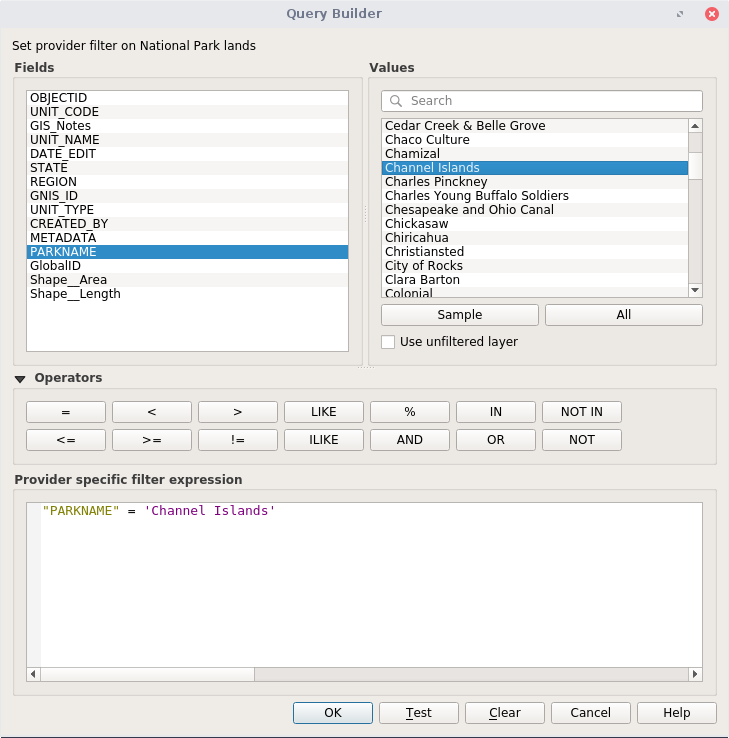 Query Builder
Set provider filter on National Park lands
Fields
OBJECTID
UNIT_CODE
GIS_Notes
UNIT_NAME
DATE_EDIT
STATE
REGION
GNIS_ID
UNIT_TYPE
CREATED_BY
METADATA
PARKNAME
GlobalID
Shape__Area
Shape__Length
Values
Search
Cedar Creek & Belle Grove
Chaco Culture
Chamizal
Channel Islands
Charles Pinckney
Charles Young Buffalo Soldiers
Chesapeake and Ohio Canal
Chickasaw
Chiricahua
Christiansted
City of Rocks
Clara Barton
Colonial
Sample All
Use unfiltered layer
Operators
= < > LIKE % IN NOT IN
<= >= != ILIKE AND OR NOT
Provider specific filter expression
"PARKNAME" = 'Channel Islands'
OK Test Clear Cancel Help